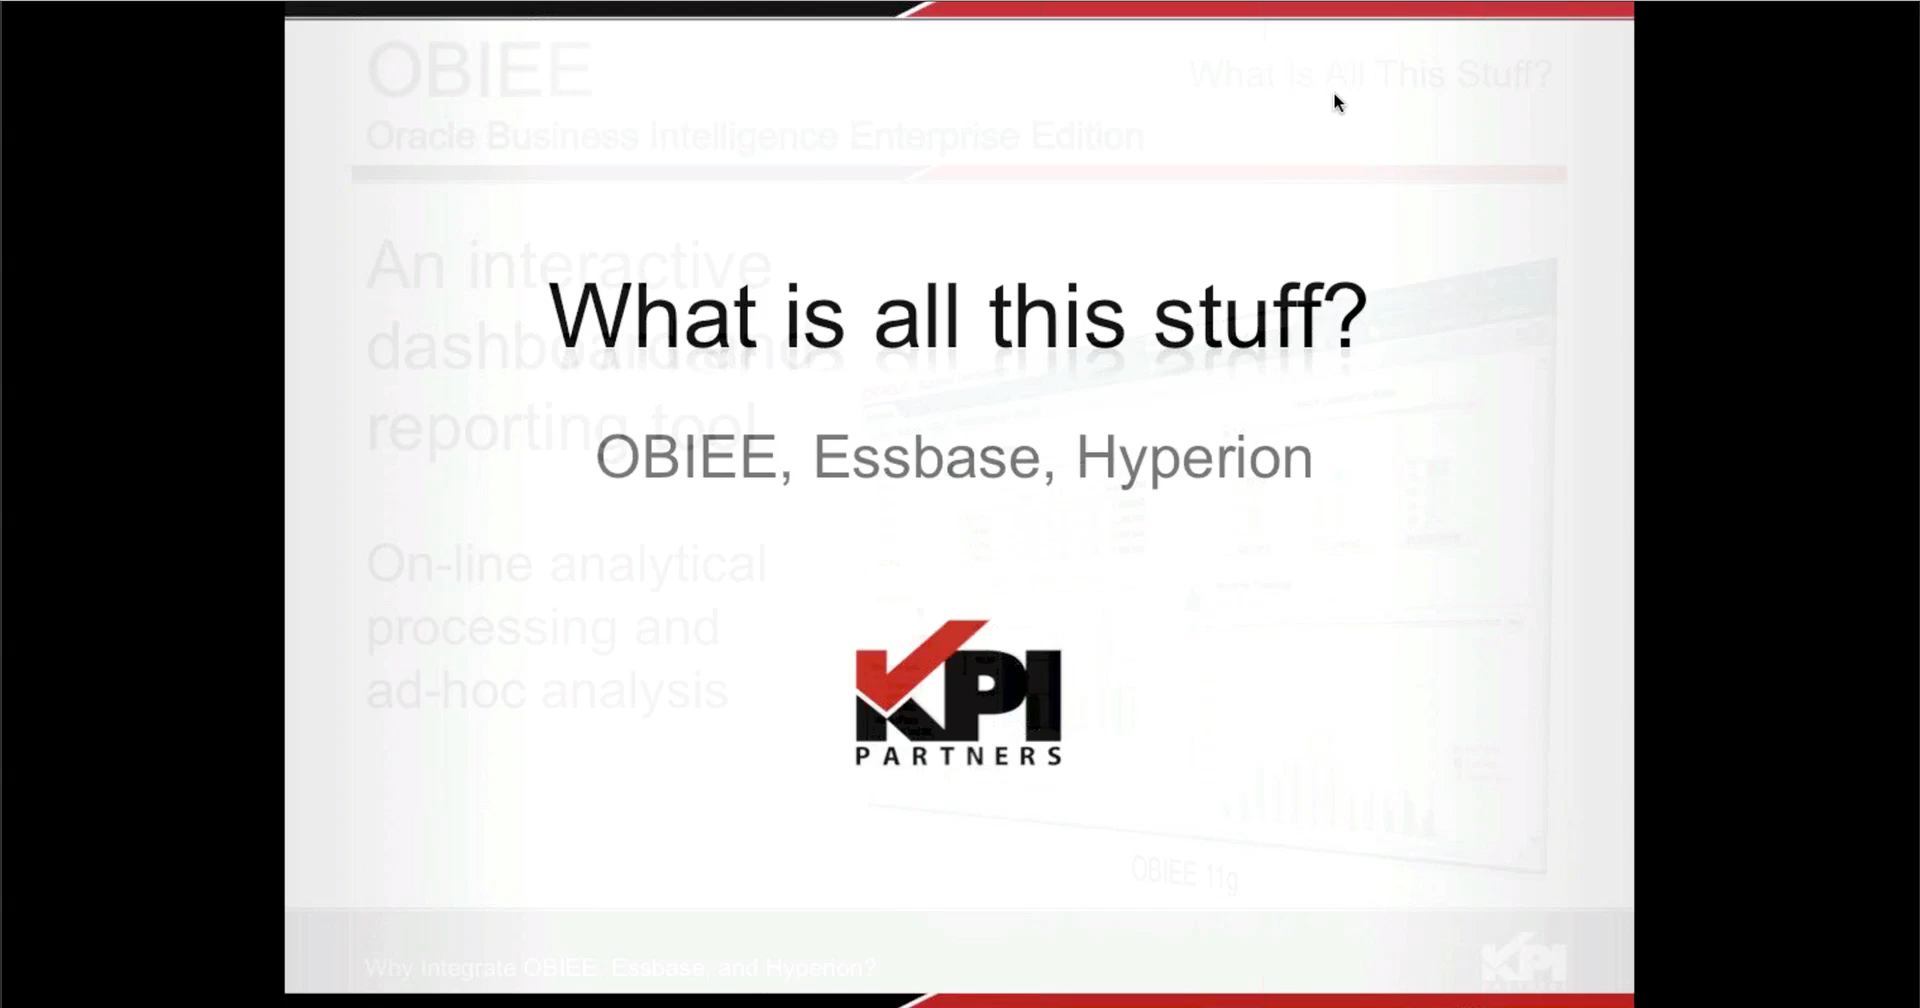 OBIEE
What Is All This Stuff?
Oracle Business Intelligence Enterprise Edition
An interactive
dashboard and
reporting tool
What is all this stuff?
OBIEE, Essbase, Hyperion
On-line analytical
processing and
ad-hoc analysis
KPI
PARTNERS
OBIEE 11g
Why Integrate OBIEE, Essbase, and Hyperion?
KPI